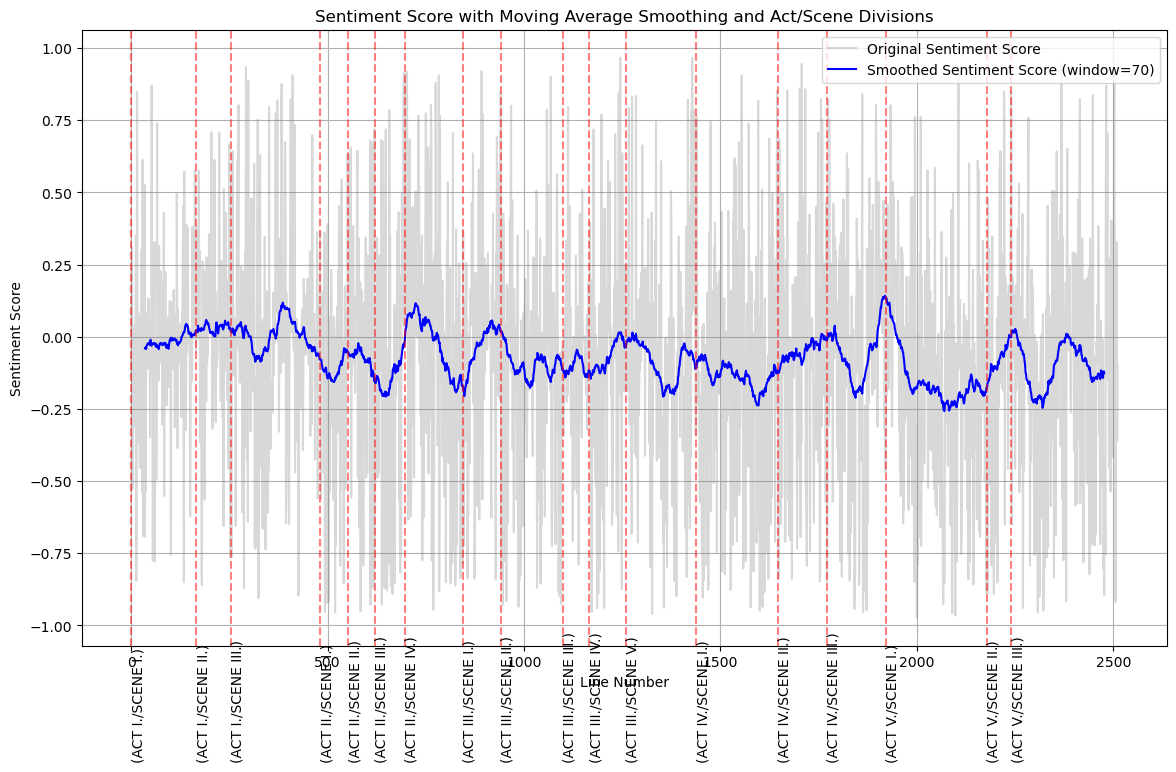 Sentiment Score with Moving Average Smoothing and Act/Scene Divisions
Original Sentiment Score
Smoothed Sentiment Score (window=70)
Sentiment Score
1.00
0.75
0.50
0.25
0.00
−0.25
−0.50
−0.75
−1.00
0
500
1000
1500
2000
2500
Line Number
(ACT I./SCENE I.)
(ACT I./SCENE II.)
(ACT I./SCENE III.)
(ACT II./SCENE I.)
(ACT II./SCENE II.)
(ACT II./SCENE III.)
(ACT II./SCENE IV.)
(ACT III./SCENE I.)
(ACT III./SCENE II.)
(ACT III./SCENE III.)
(ACT III./SCENE IV.)
(ACT III./SCENE V.)
(ACT IV./SCENE I.)
(ACT IV./SCENE II.)
(ACT IV./SCENE III.)
(ACT V./SCENE I.)
(ACT V./SCENE II.)
(ACT V./SCENE III.)